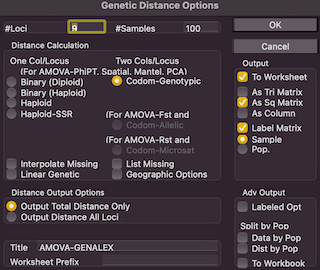 Genetic Distance Options
#Loci 9 #Samples 100
OK
Cancel
Distance Calculation
One Col/Locus Two Cols/Locus
(For AMOVA-PhiPT, Spatial, Mantel, PCA)
Binary (Diploid) Codom-Genotypic
Binary (Haploid)
Haploid
Haploid-SSR (For AMOVA-Fst and
Codom-Allelic
(For AMOVA-Rst and
Codom-Microsat
Interpolate Missing List Missing
Linear Genetic Geographic Options
Output
To Worksheet
As Tri Matrix
As Sq Matrix
As Column
Label Matrix
Sample
Pop.
Distance Output Options
Output Total Distance Only
Output Distance All Loci
Adv Output
Labeled Opt
Split by Pop
Data by Pop
Dist by Pop
To Workbook
Title AMOVA-GENALEX
Worksheet Prefix